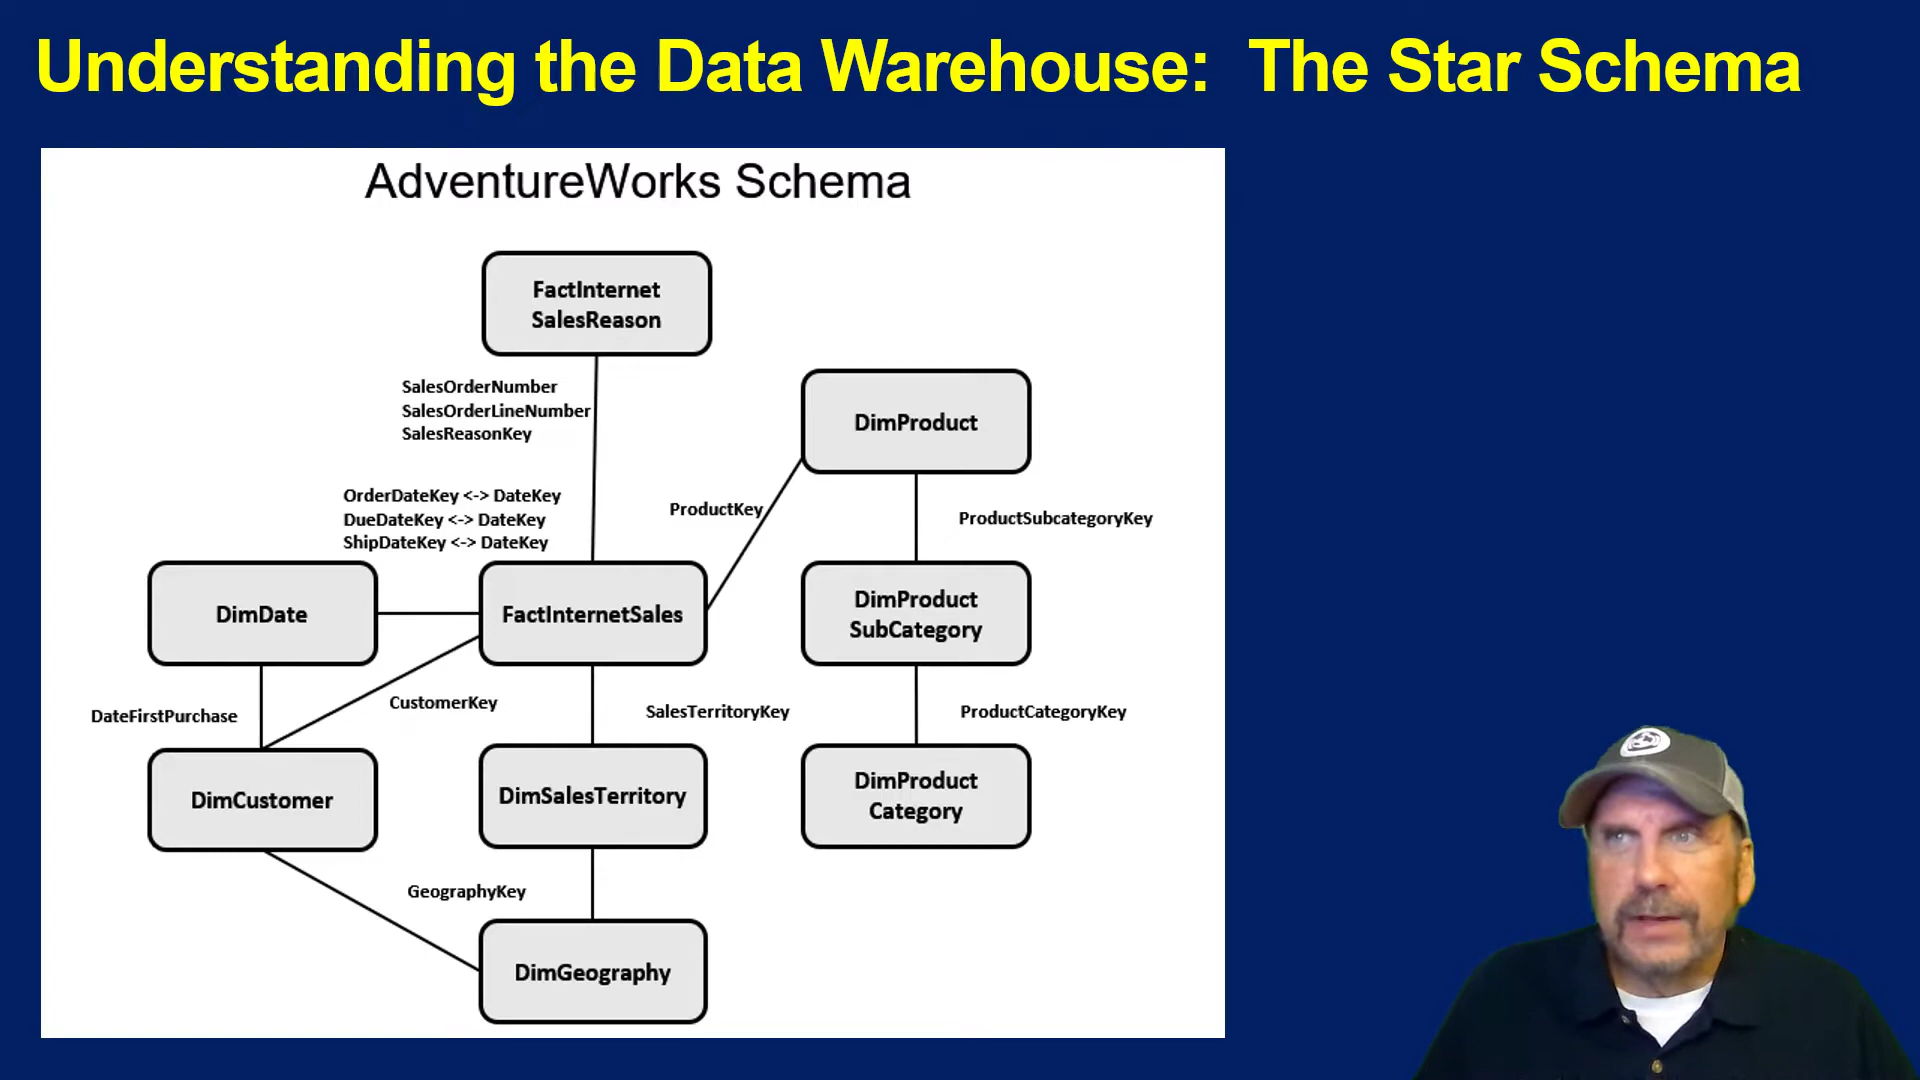 Understanding the Data Warehouse: The Star Schema
AdventureWorks Schema
FactInternet
SalesReason
SalesOrderNumber
SalesOrderLineNumber
SalesReasonKey
DimProduct
OrderDateKey <-> DateKey
DueDateKey <-> DateKey
ShipDateKey <-> DateKey
ProductKey
ProductSubcategoryKey
DimDate
FactInternetSales
DimProduct
SubCategory
DateFirstPurchase
CustomerKey
SalesTerritoryKey
ProductCategoryKey
DimCustomer
DimSalesTerritory
DimProduct
Category
GeographyKey
DimGeography